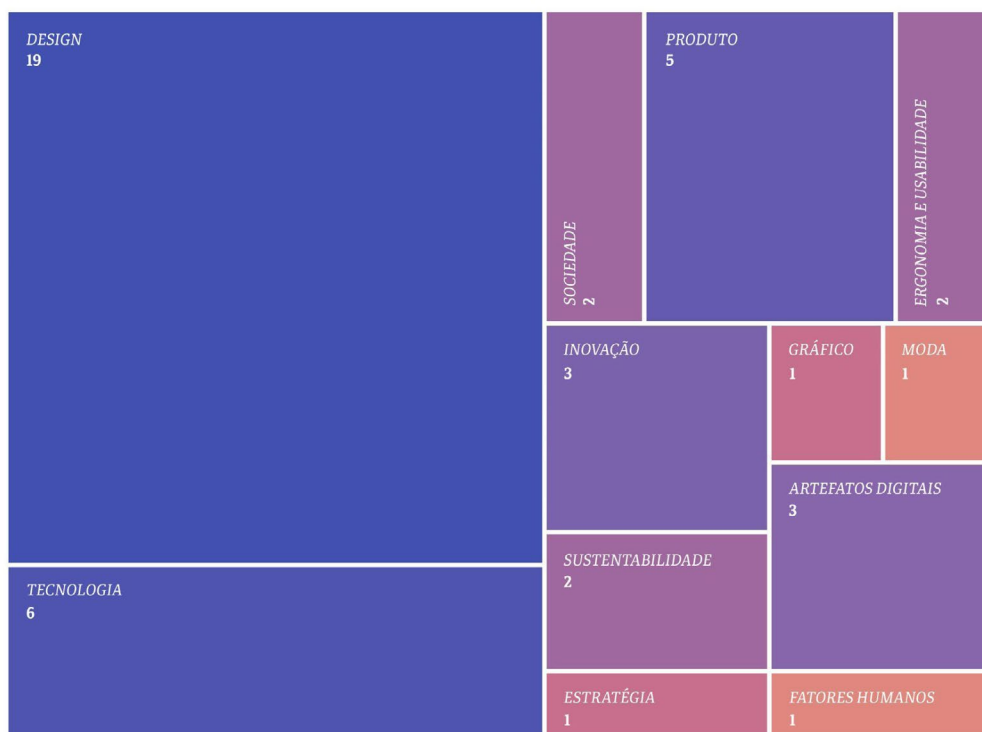 DESIGN
19
TECNOLOGIA
6
SOCIEDADE
2
PRODUTO
5
ERGONOMIA E USABILIDADE
2
INOVAÇÃO
3
GRÁFICO
1
MODA
1
ARTEFATOS DIGITAIS
3
SUSTENTABILIDADE
2
ESTRATÉGIA
1
FATORES HUMANOS
1